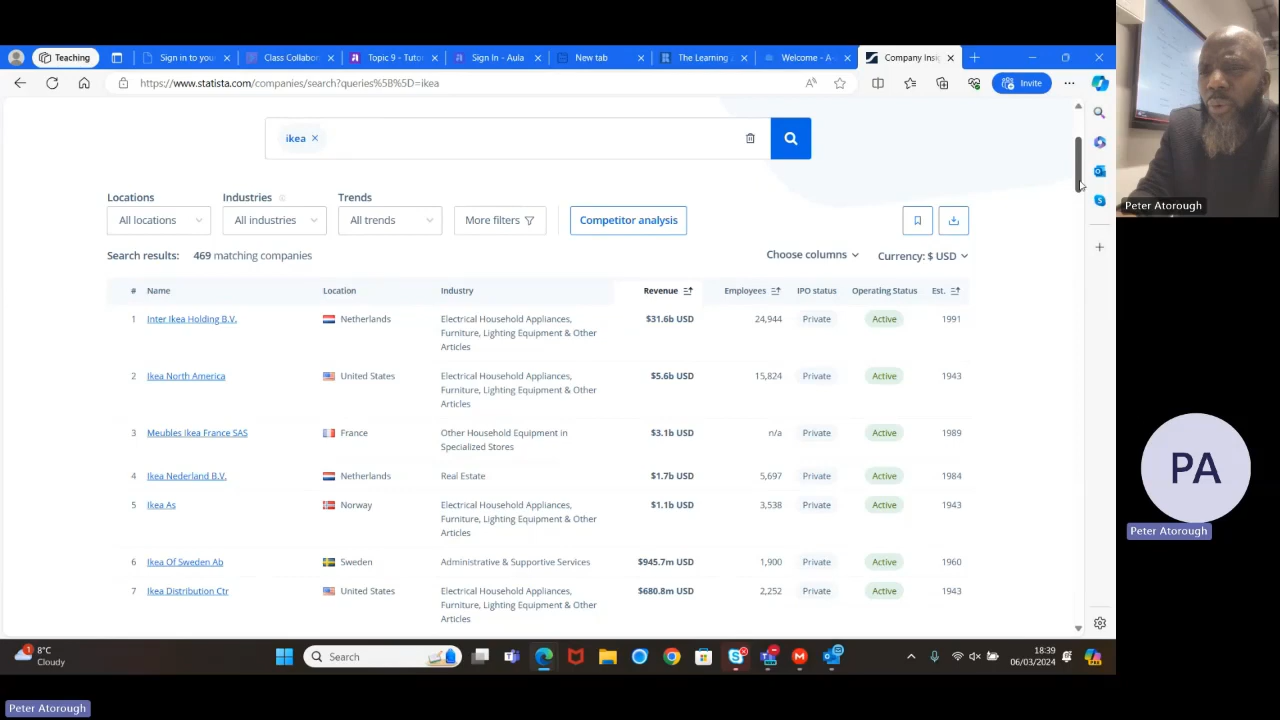 Teaching
Sign in to your
Class Collabor
Topic 9 - Tutor
Sign In - Aula
New tab
The Learning
Welcome - A
Company Insi
https://www.statista.com/companies/search?queries%5B%5D=ikea
Invite
ikea
Locations
Industries
Trends
All locations
All industries
All trends
More filters
Competitor analysis
Search results: 469 matching companies
Choose columns
Currency: $ USD
# Name Location Industry Revenue Employees IPO status Operating Status Est.
1 Inter Ikea Holding B.V. Netherlands Electrical Household Appliances, $31.6b USD 24,944 Private Active 1991
Furniture, Lighting Equipment & Other
Articles
2 Ikea North America United States Electrical Household Appliances, $5.6b USD 15,824 Private Active 1943
Furniture, Lighting Equipment & Other
Articles
3 Meubles Ikea France SAS France Other Household Equipment in $3.1b USD n/a Private Active 1989
Specialized Stores
4 Ikea Nederland B.V. Netherlands Real Estate $1.7b USD 5,697 Private Active 1984
5 Ikea As Norway Electrical Household Appliances, $1.1b USD 3,538 Private Active 1943
Furniture, Lighting Equipment & Other
Articles
6 Ikea Of Sweden Ab Sweden Administrative & Supportive Services $945.7m USD 1,900 Private Active 1960
7 Ikea Distribution Ctr United States Electrical Household Appliances, $680.8m USD 2,252 Private Active 1943
Furniture, Lighting Equipment & Other
Articles
8°C
Cloudy
Search
18:39
06/03/2024
Peter Atorough
PA
Peter Atorough
Peter Atorough